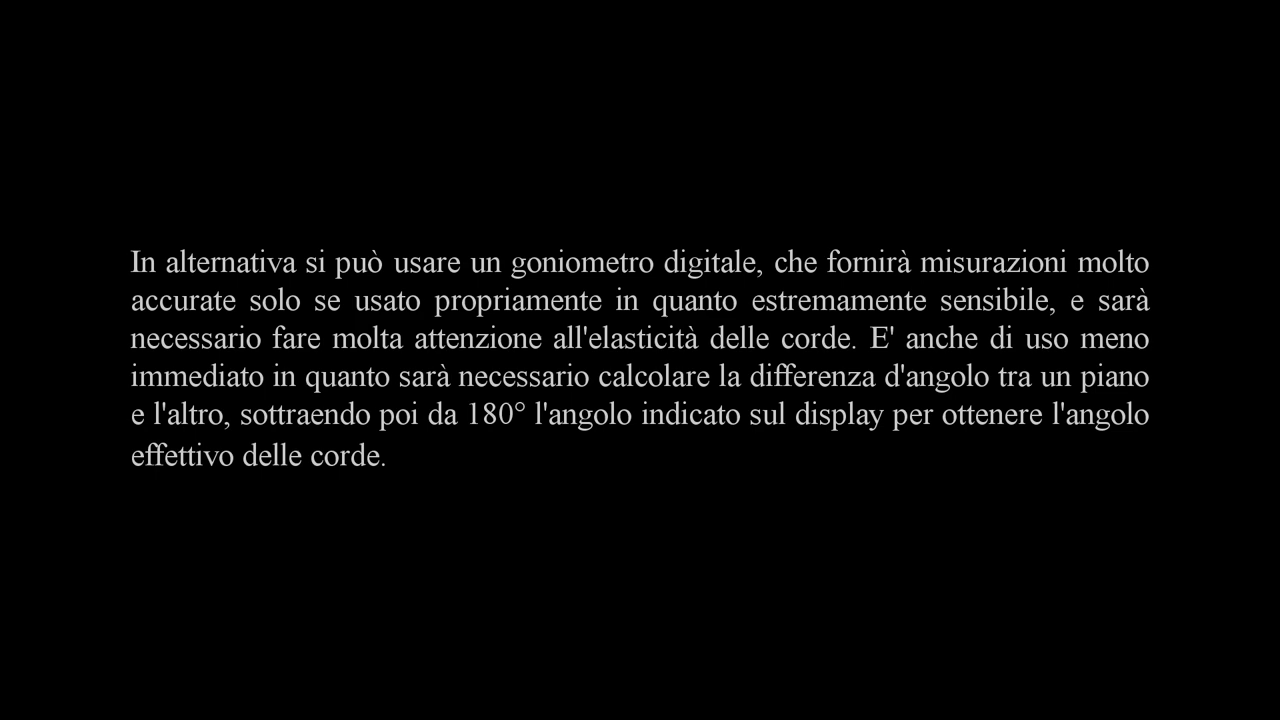 In alternativa si può usare un goniometro digitale, che fornirà misurazioni molto
accurate solo se usato propriamente in quanto estremamente sensibile, e sarà
necessario fare molta attenzione all'elasticità delle corde. E' anche di uso meno
immediato in quanto sarà necessario calcolare la differenza d'angolo tra un piano
e l'altro, sottraendo poi da 180° l'angolo indicato sul display per ottenere l'angolo
effettivo delle corde.